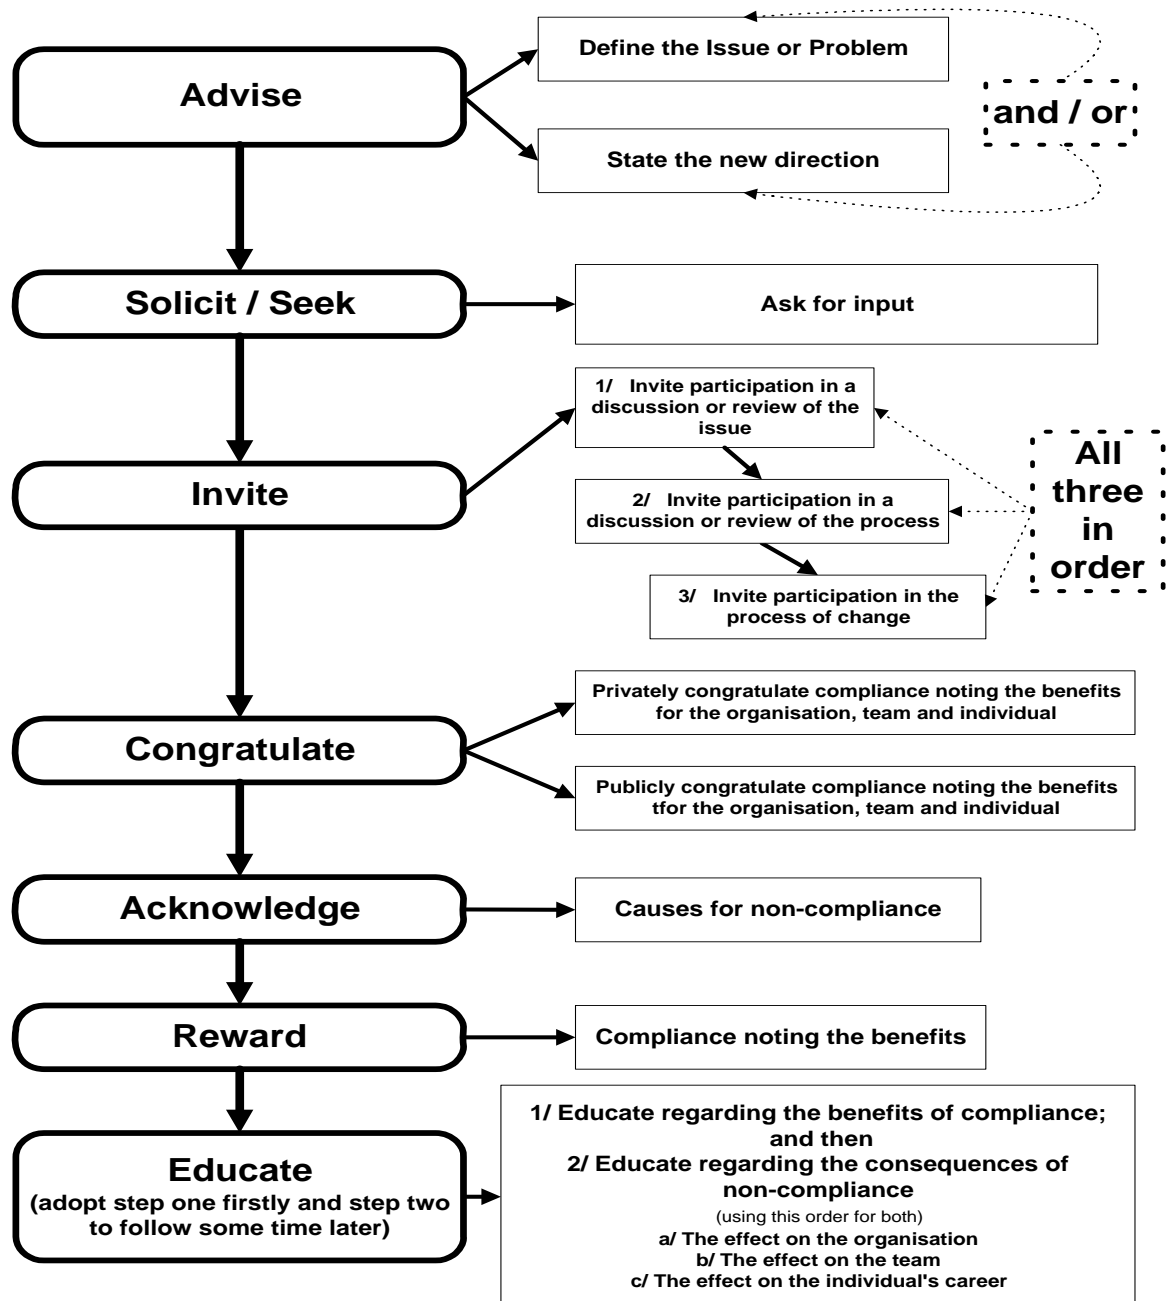 Advise
Define the Issue or Problem
State the new direction
and / or
Solicit / Seek
Ask for input
Invite
1/ Invite participation in a
discussion or review of the
issue
2/ Invite participation in a
discussion or review of the process
3/ Invite participation in the
process of change
All
three
in
order
Congratulate
Privately congratulate compliance noting the benefits
for the organisation, team and individual
Publicly congratulate compliance noting the benefits
tfor the organisation, team and individual
Acknowledge
Causes for non-compliance
Reward
Compliance noting the benefits
Educate
(adopt step one firstly and step two
to follow some time later)
1/ Educate regarding the benefits of compliance;
and then
2/ Educate regarding the consequences of
non-compliance
(using this order for both)
a/ The effect on the organisation
b/ The effect on the team
c/ The effect on the individual's career